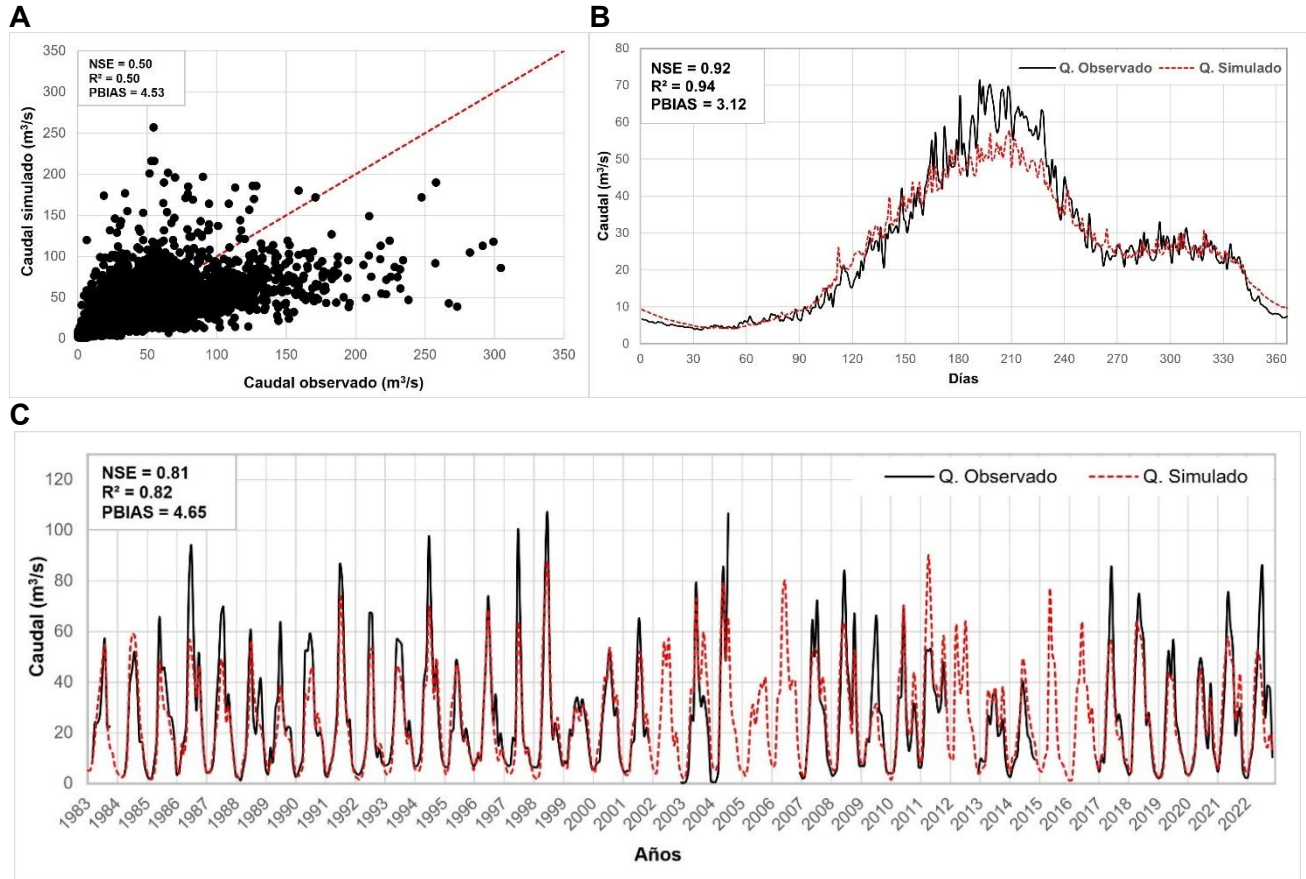 A
NSE = 0.50
R² = 0.50
PBIAS = 4.53
350
300
250
200
150
100
50
0
0 50 100 150 200 250 300 350
Caudal simulado (m³/s)
Caudal observado (m³/s)
B
NSE = 0.92
R² = 0.94
PBIAS = 3.12
Q. Observado Q. Simulado
80
70
60
50
40
30
20
10
0
0 30 60 90 120 150 180 210 240 270 300 330 360
Caudal (m³/s)
Días
C
NSE = 0.81
R² = 0.82
PBIAS = 4.65
Q. Observado Q. Simulado
120
100
80
60
40
20
0
Caudal (m³/s)
1983 1984 1985 1986 1987 1988 1989 1990 1991 1992 1993 1994 1995 1996 1997 1998 1999 2000 2001 2002 2003 2004 2005 2006 2007 2008 2009 2010 2011 2012 2013 2014 2015 2016 2017 2018 2019 2020 2021 2022
Años